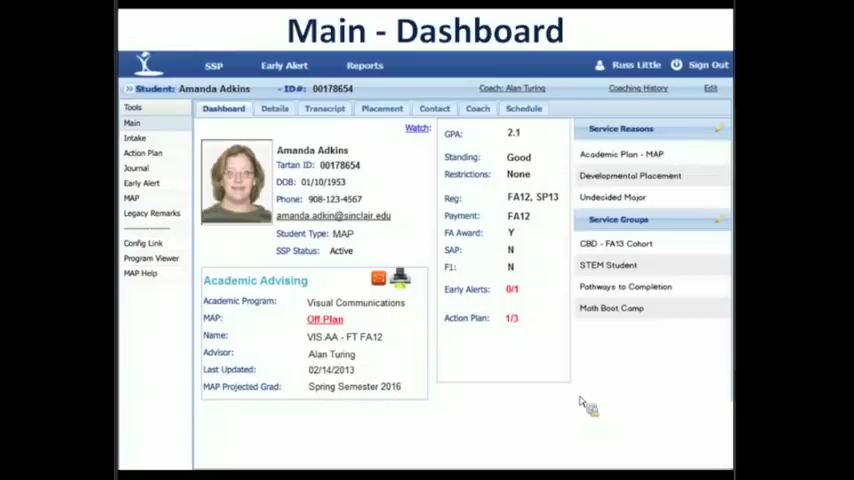 Main - Dashboard
SSP Early Alert Reports Russ Little Sign Out
Student: Amanda Adkins - ID#: 00178654 Coach: Alan Turing Coaching History Edit
Tools
Main
Intake
Action Plan
Journal
Early Alert
MAP
Legacy Remarks
Config Link
Program Viewer
MAP Help
Dashboard Details Transcript Placement Contact Coach Schedule
Watch:
Amanda Adkins
Tartan ID: 00178654
DOB: 01/10/1953
Phone: 908-123-4567
amanda.adkin@sinclair.edu
Student Type: MAP
SSP Status: Active
Academic Advising
Academic Program: Visual Communications
MAP: Off Plan
Name: VIS.AA - FT FA12
Advisor: Alan Turing
Last Updated: 02/14/2013
MAP Projected Grad: Spring Semester 2016
GPA: 2.1
Standing: Good
Restrictions: None
Reg: FA12, SP13
Payment: FA12
FA Award: Y
SAP: N
F1: N
Early Alerts: 0/1
Action Plan: 1/3
Service Reasons
Academic Plan - MAP
Developmental Placement
Undecided Major
Service Groups
CBD - FA13 Cohort
STEM Student
Pathways to Completion
Math Boot Camp